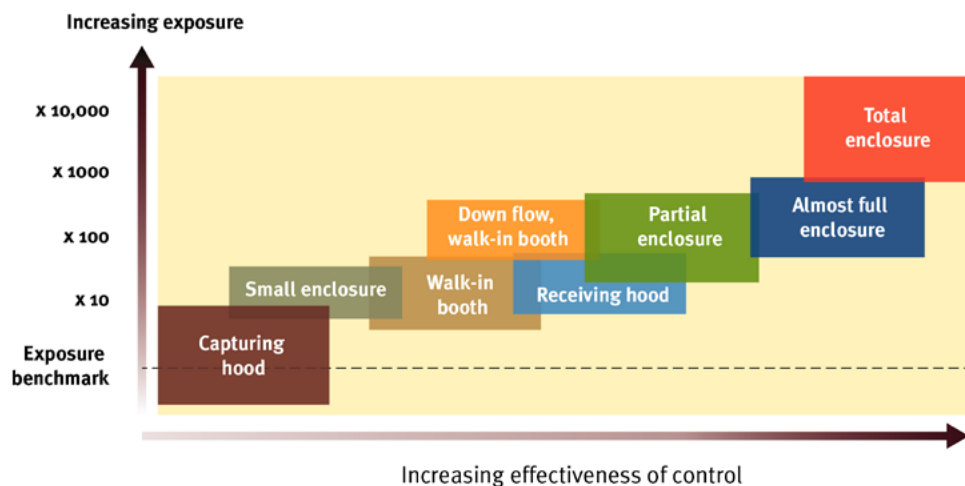 Increasing exposure
X 10,000
X 1000
X 100
X 10
Exposure
benchmark
Total
enclosure
Almost full
enclosure
Partial
enclosure
Down flow,
walk-in booth
Receiving hood
Walk-in
booth
Small enclosure
Capturing
hood
Increasing effectiveness of control